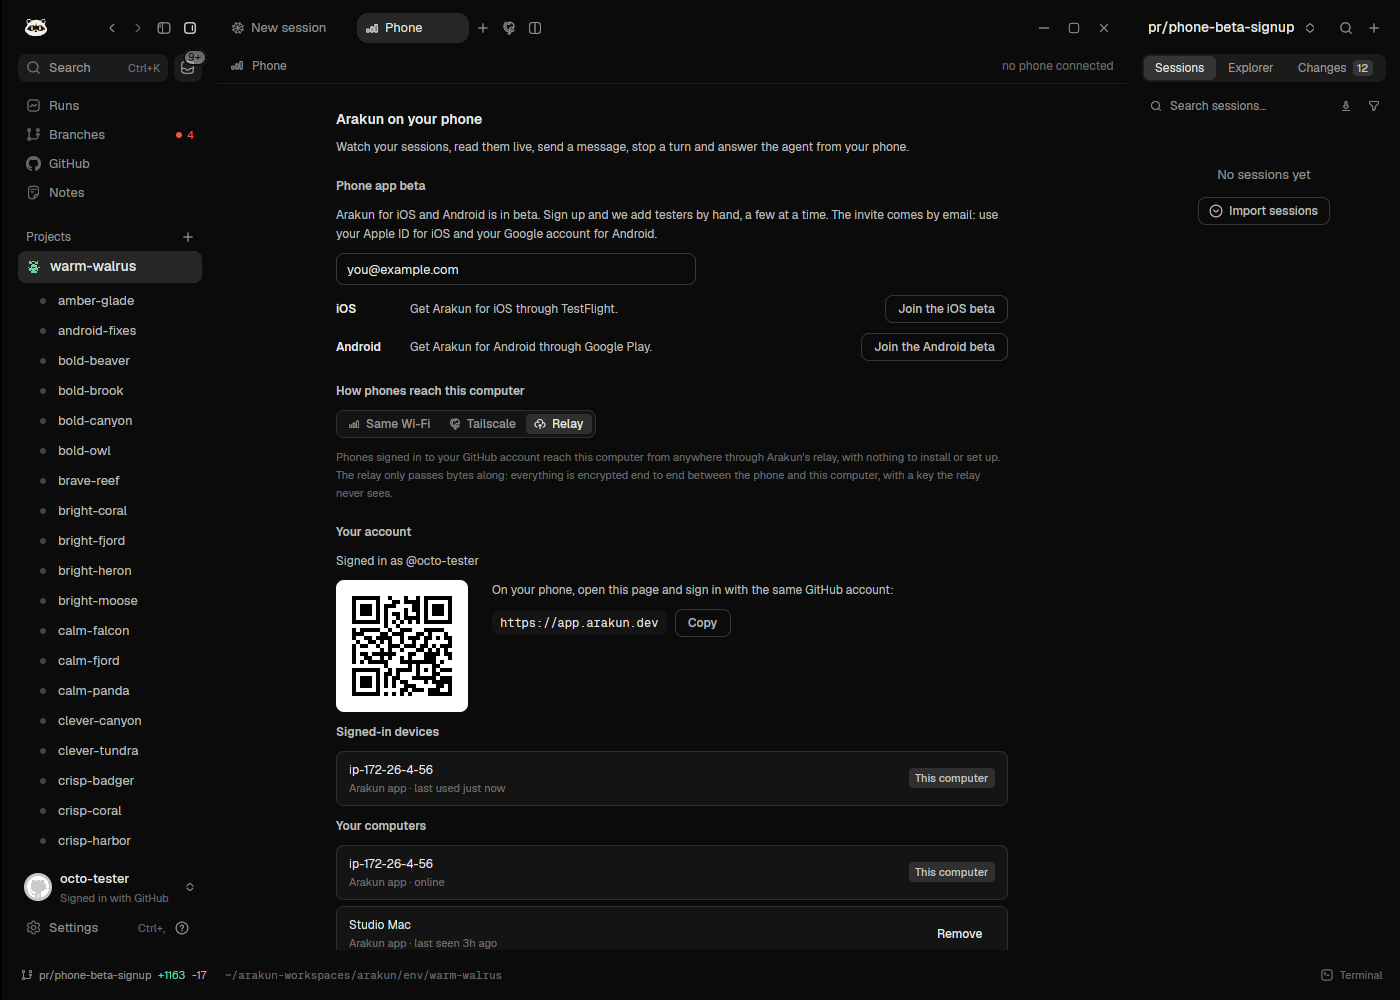 New session
Phone
pr/phone-beta-signup
Search
Ctrl+K
9+
Phone
no phone connected
Sessions
Explorer
Changes 12
Runs
Branches
4
GitHub
Notes
Search sessions...
No sessions yet
Import sessions
Projects
warm-walrus
amber-glade
android-fixes
bold-beaver
bold-brook
bold-canyon
bold-owl
brave-reef
bright-coral
bright-fjord
bright-heron
bright-moose
calm-falcon
calm-fjord
calm-panda
clever-canyon
clever-tundra
crisp-badger
crisp-coral
crisp-harbor
octo-tester
Signed in with GitHub
Settings
Ctrl+,
Arakun on your phone
Watch your sessions, read them live, send a message, stop a turn and answer the agent from your phone.
Phone app beta
Arakun for iOS and Android is in beta. Sign up and we add testers by hand, a few at a time. The invite comes by email: use
your Apple ID for iOS and your Google account for Android.
you@example.com
iOS
Get Arakun for iOS through TestFlight.
Join the iOS beta
Android
Get Arakun for Android through Google Play.
Join the Android beta
How phones reach this computer
Same Wi-Fi
Tailscale
Relay
Phones signed in to your GitHub account reach this computer from anywhere through Arakun's relay, with nothing to install or set up.
The relay only passes bytes along: everything is encrypted end to end between the phone and this computer, with a key the relay
never sees.
Your account
Signed in as @octo-tester
On your phone, open this page and sign in with the same GitHub account:
https://app.arakun.dev
Copy
Signed-in devices
ip-172-26-4-56
Arakun app · last used just now
This computer
Your computers
ip-172-26-4-56
Arakun app · online
This computer
Studio Mac
Arakun app · last seen 3h ago
Remove
pr/phone-beta-signup +1163 -17
~/arakun-workspaces/arakun/env/warm-walrus
Terminal